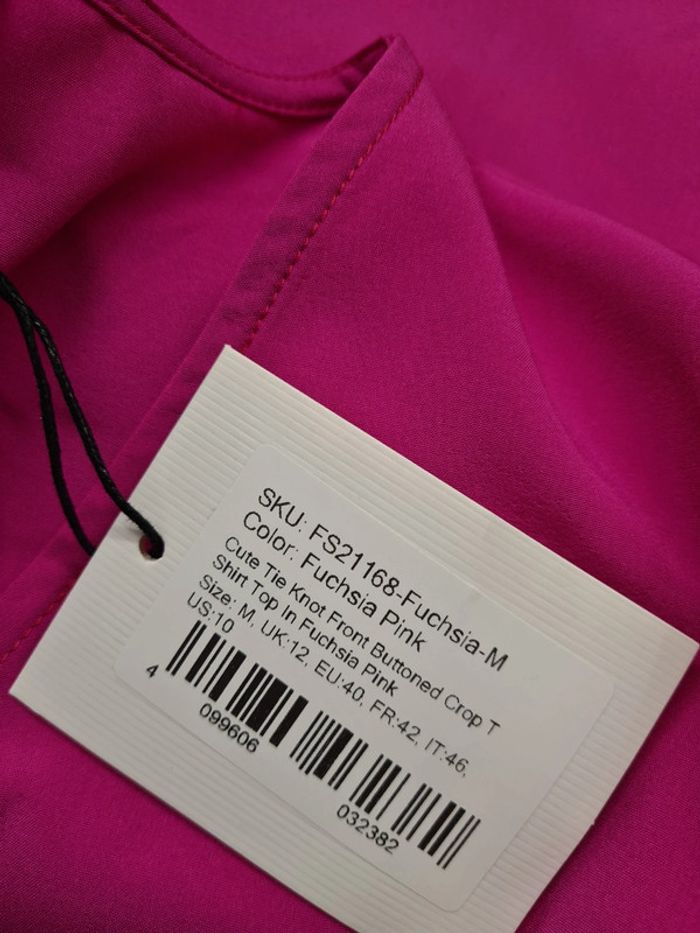 SKU: FS21168-Fuchsia-M
Color: Fuchsia Pink
Cute Tie Knot Front Buttoned Crop T
Shirt Top In Fuchsia Pink
Size: M, UK:12, EU:40, FR:42, IT:46,
US:10
4 099606 032382